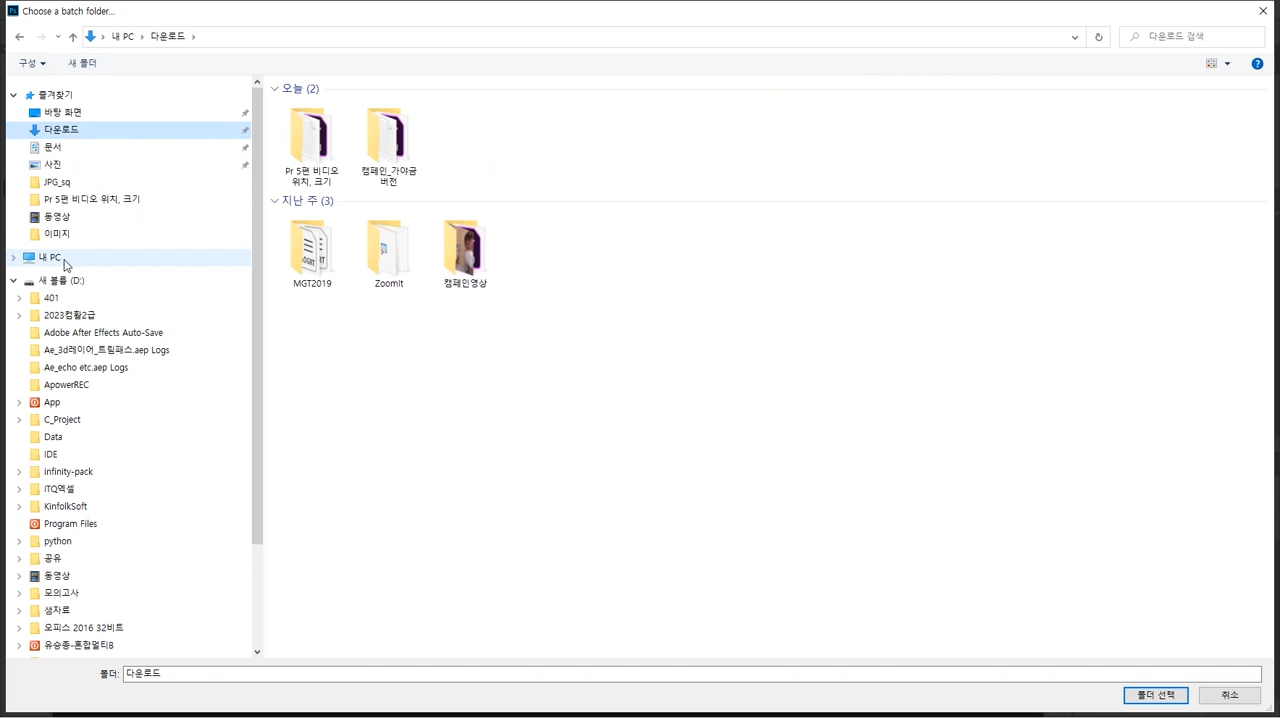 Choose a batch folder...
내 PC
다운로드
다운로드 검색
구성
새 폴더
즐겨찾기
바탕 화면
다운로드
문서
사진
JPG_sq
Pr 5편 비디오 위치, 크기
동영상
이미지
내 PC
새 볼륨 (D:)
401
2023컴활2급
Adobe After Effects Auto-Save
Ae_3d레이어_트림패스.aep Logs
Ae_echo etc.aep Logs
ApowerREC
App
C_Project
Data
IDE
infinity-pack
ITQ엑셀
KinfolkSoft
Program Files
python
공유
동영상
모의고사
샘자료
오피스 2016 32비트
유승종-혼합멀티B
오늘 (2)
Pr 5편 비디오
위치, 크기
캠페인_가야금
버전
지난 주 (3)
MGT2019
ZoomIt
캠페인영상
폴더:
다운로드
폴더 선택
취소